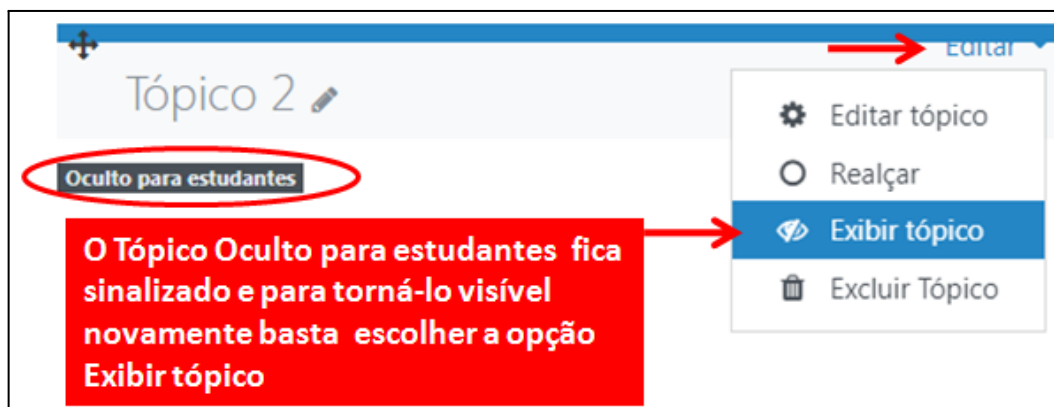 Editar
Tópico 2
Editar tópico
Realçar
Oculto para estudantes
Exibir tópico
Excluir Tópico
O Tópico Oculto para estudantes fica
sinalizado e para torná-lo visível
novamente basta escolher a opção
Exibir tópico